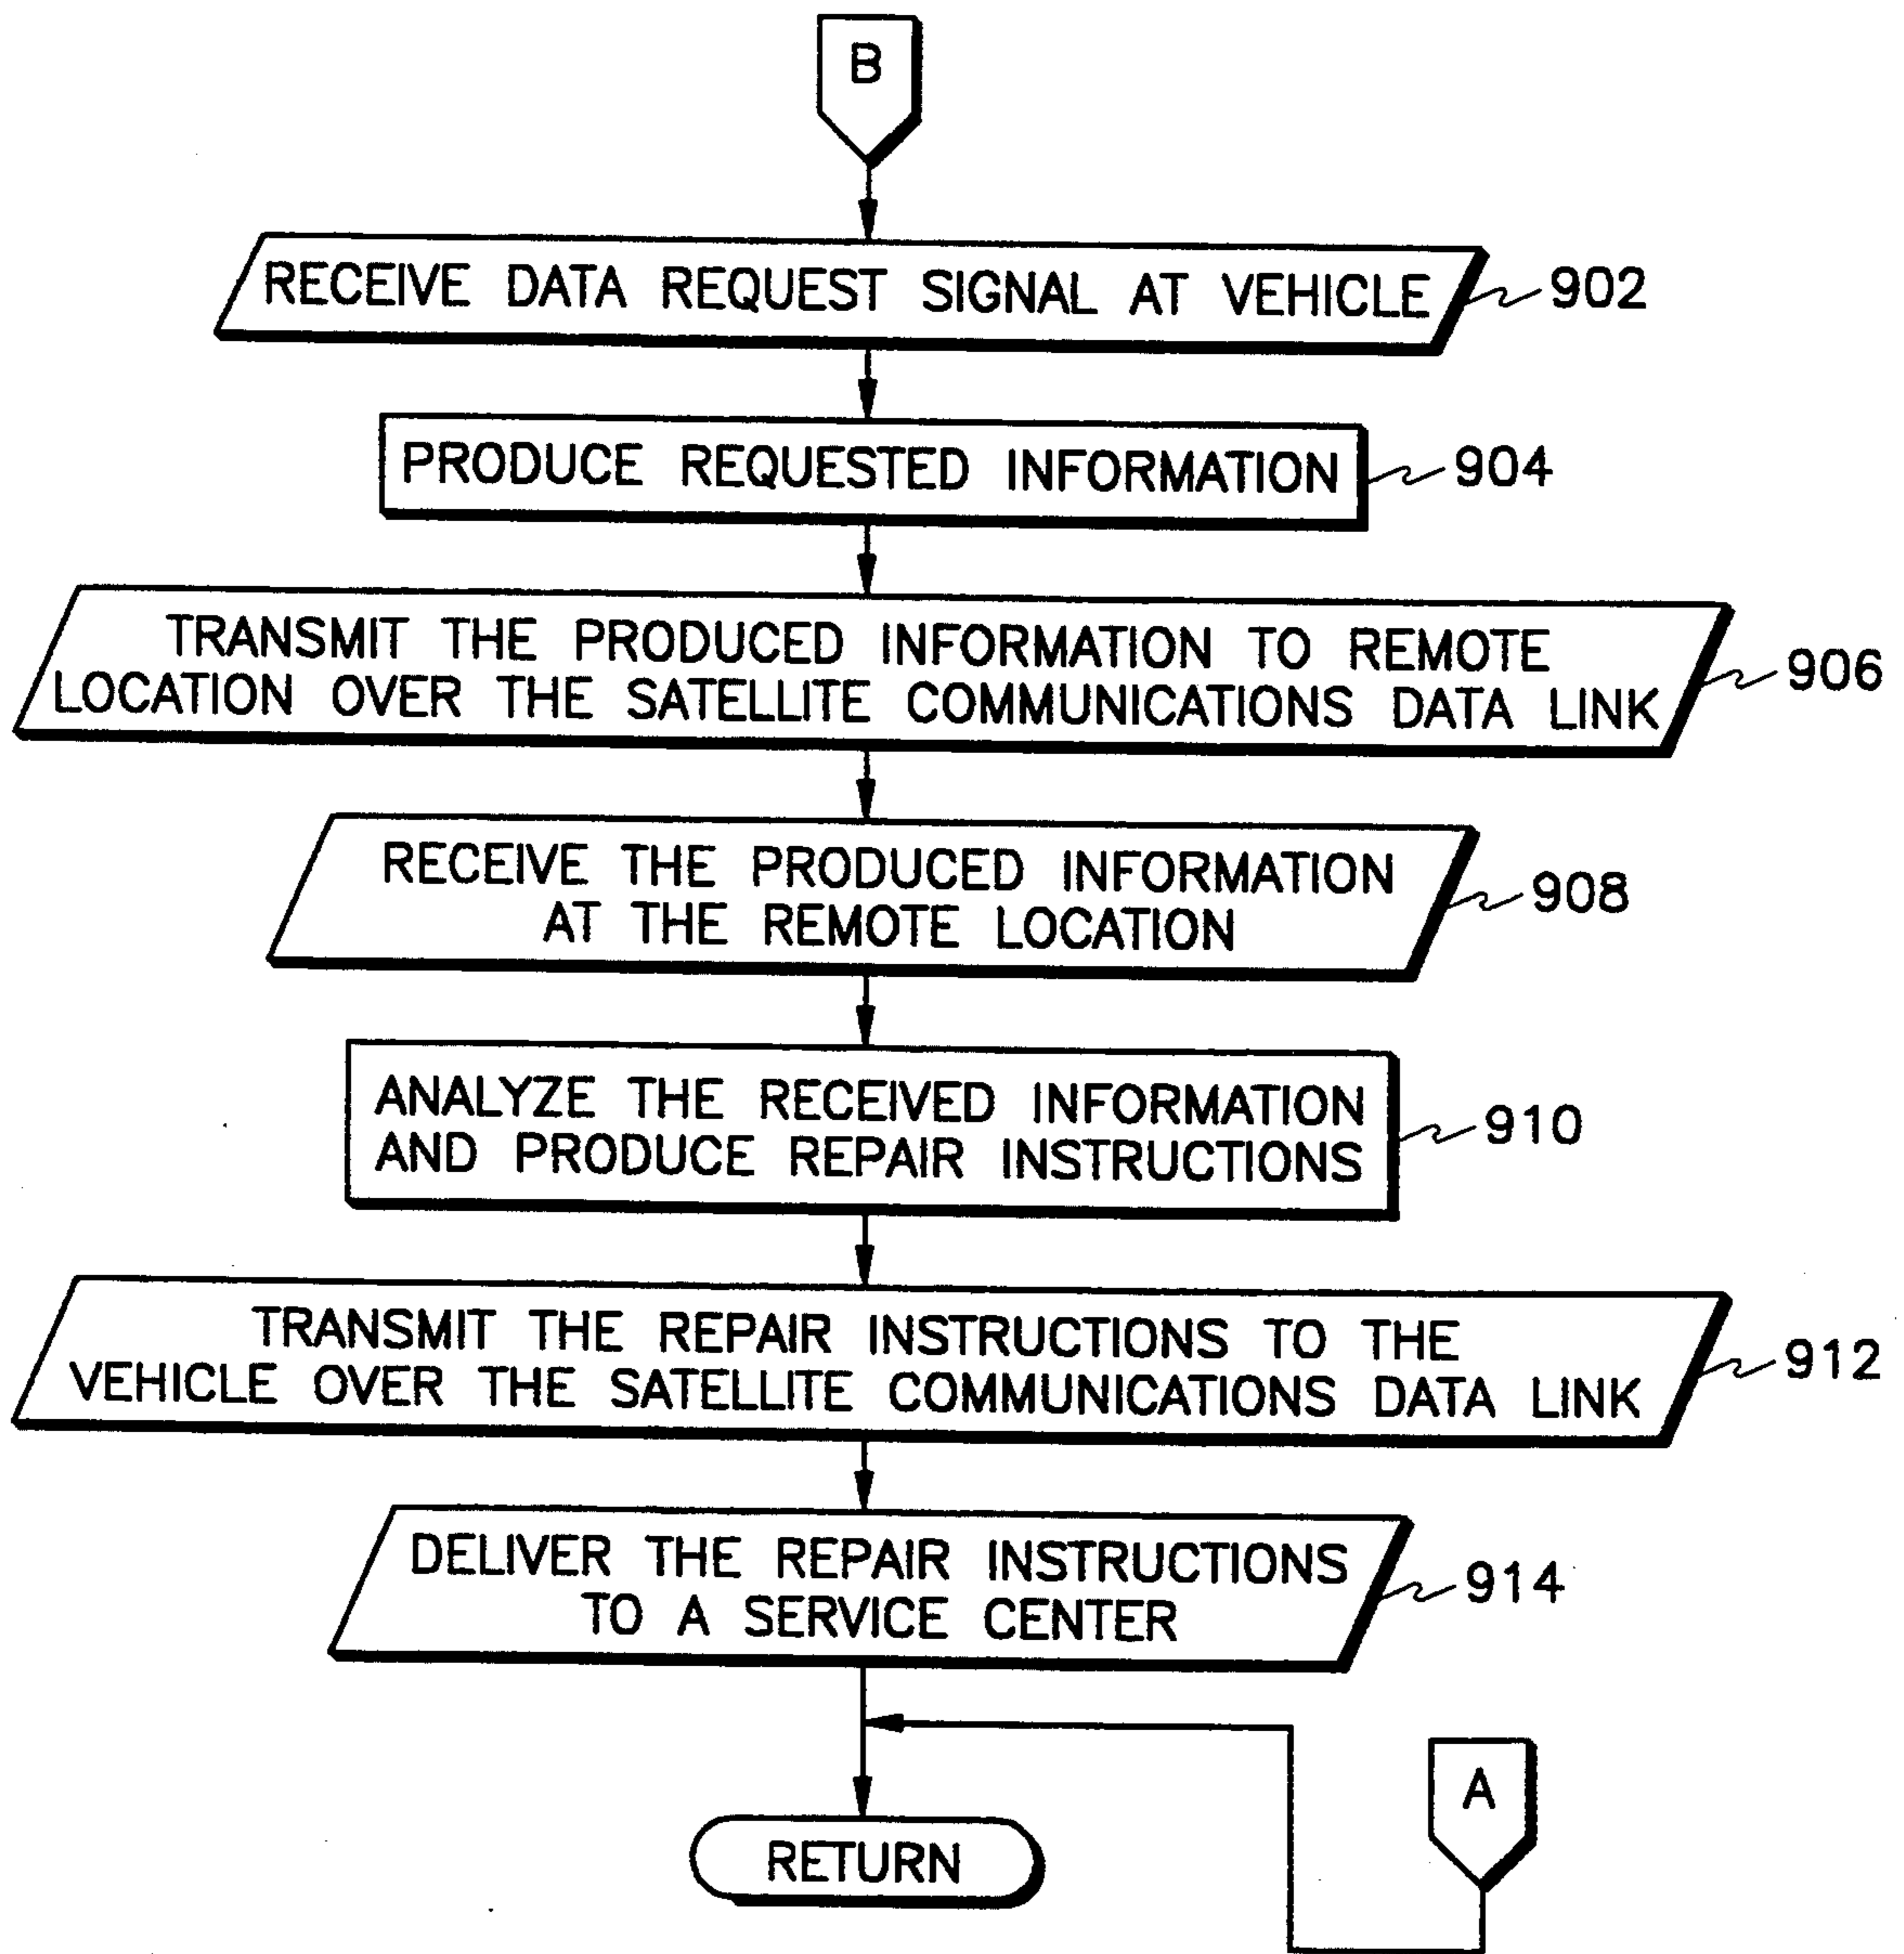 B
RECEIVE DATA REQUEST SIGNAL AT VEHICLE
902
PRODUCE REQUESTED INFORMATION
904
TRANSMIT THE PRODUCED INFORMATION TO REMOTE
LOCATION OVER THE SATELLITE COMMUNICATIONS DATA LINK
906
RECEIVE THE PRODUCED INFORMATION
AT THE REMOTE LOCATION
908
ANALYZE THE RECEIVED INFORMATION
AND PRODUCE REPAIR INSTRUCTIONS
910
TRANSMIT THE REPAIR INSTRUCTIONS TO THE
VEHICLE OVER THE SATELLITE COMMUNICATIONS DATA LINK
912
DELIVER THE REPAIR INSTRUCTIONS
TO A SERVICE CENTER
914
A
RETURN